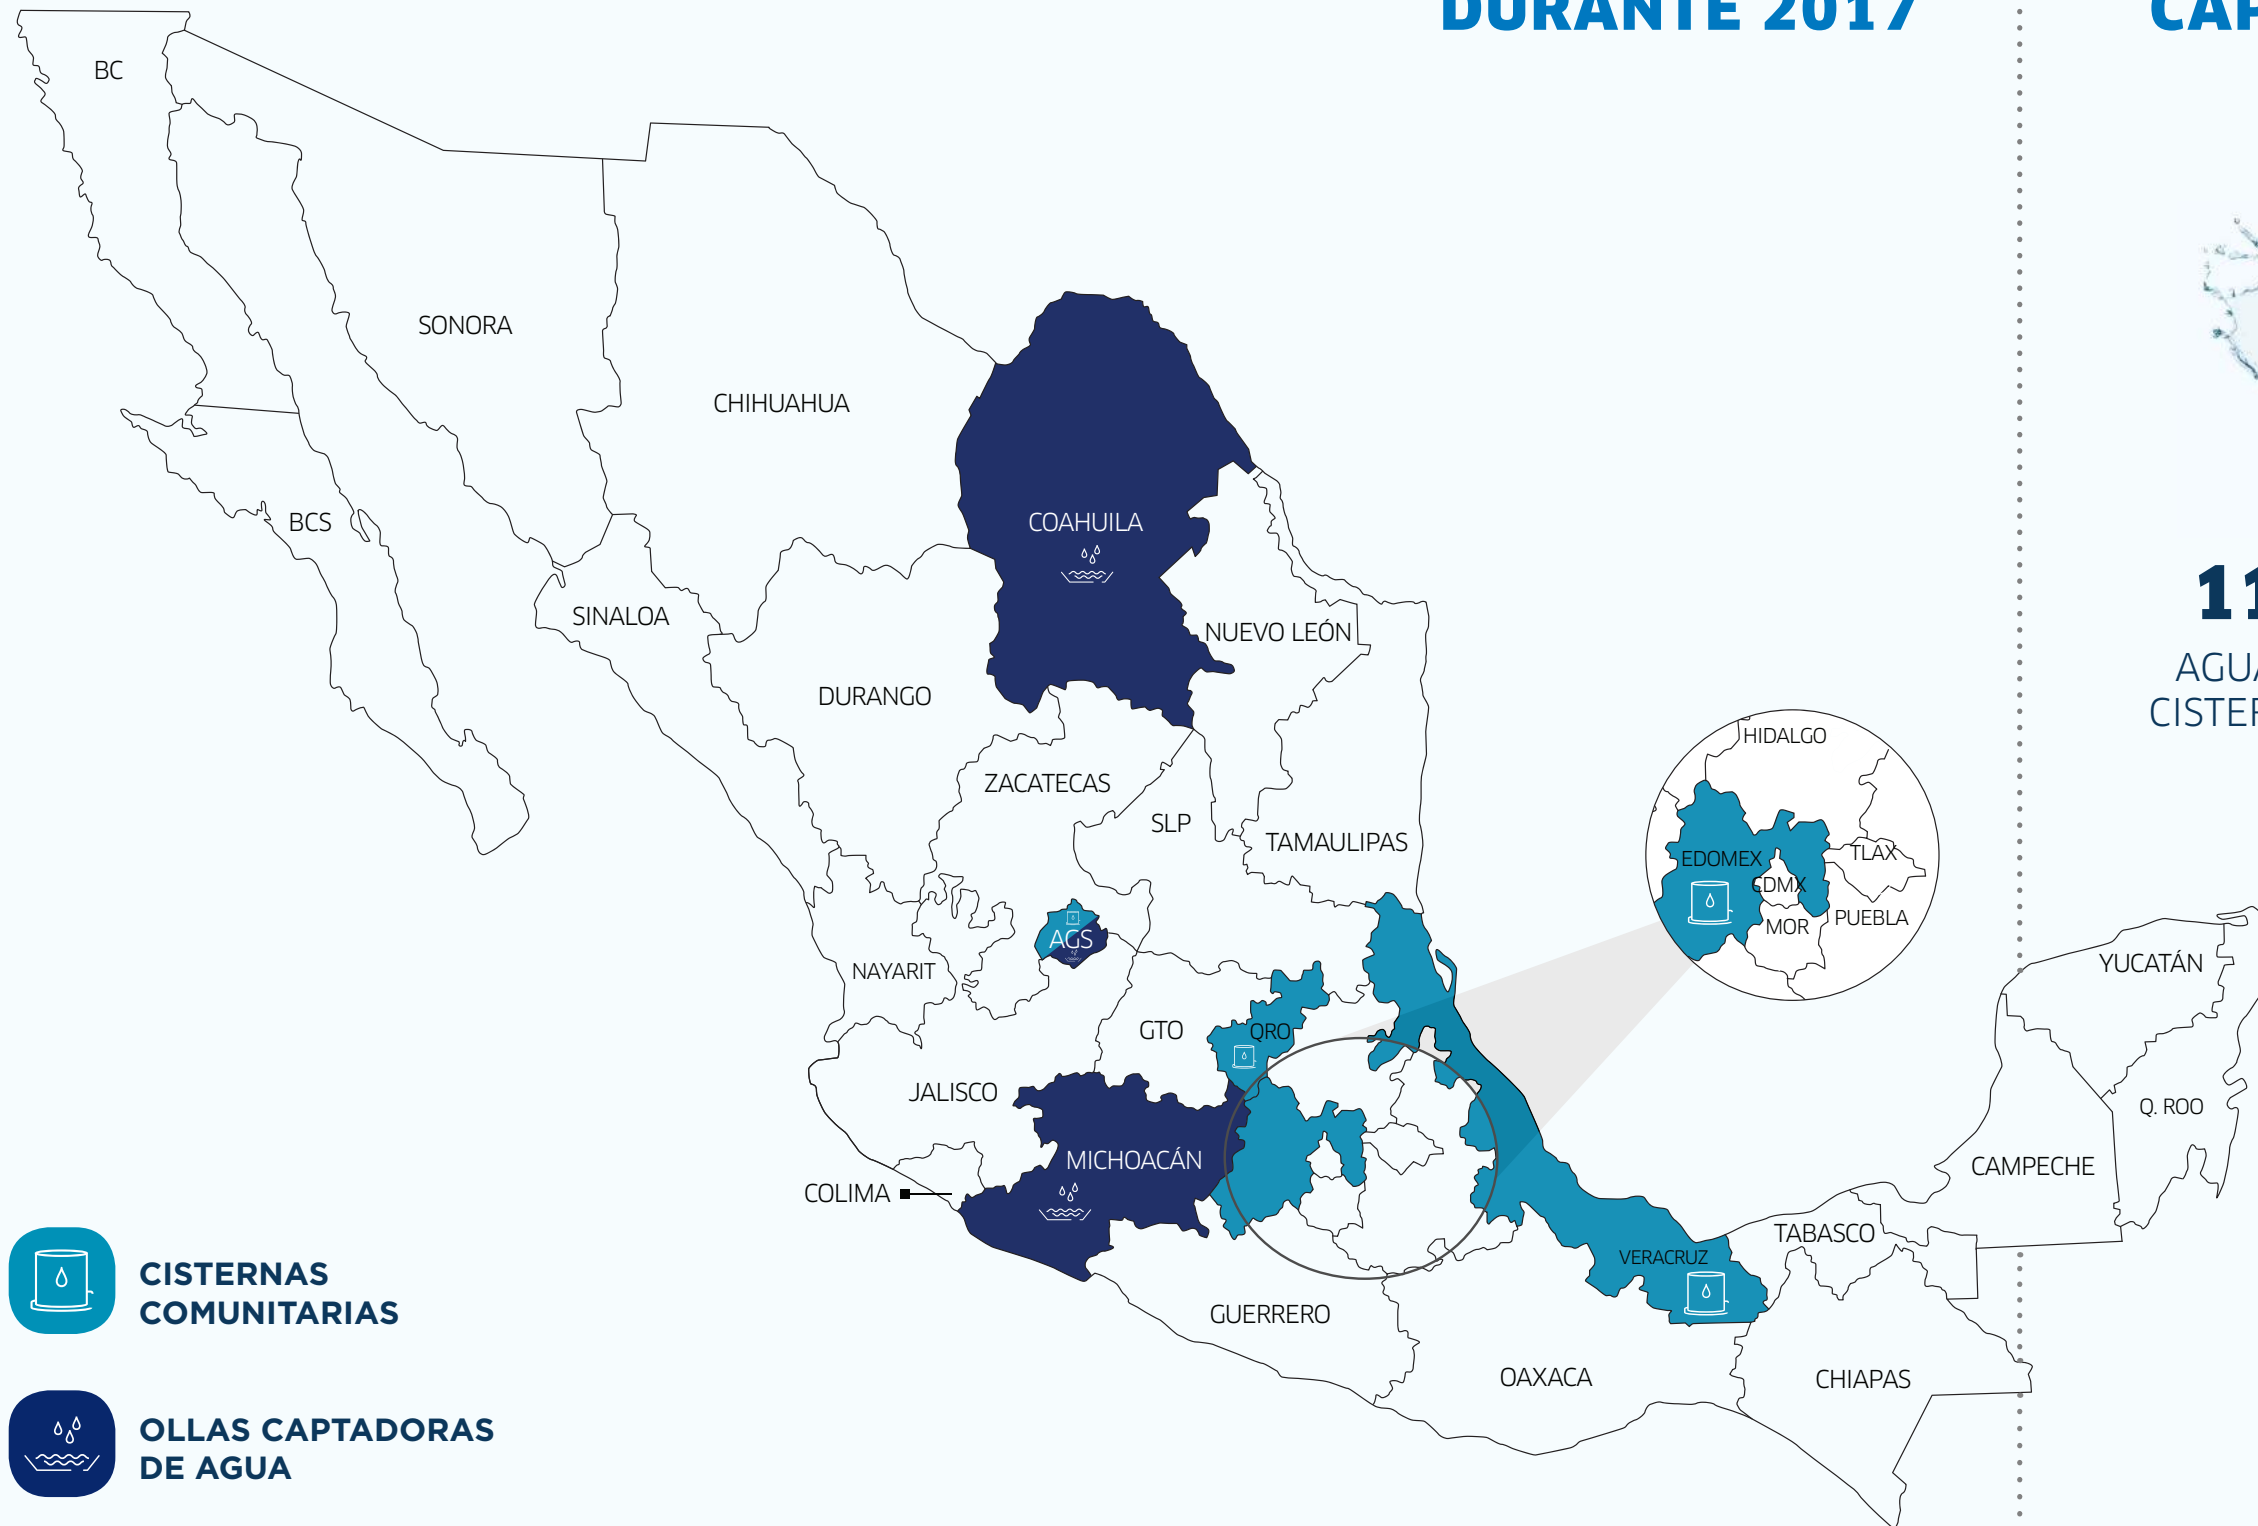 DURANTE 2017
BC
SONORA
CHIHUAHUA
COAHUILA
BCS
SINALOA
NUEVO LEÓN
DURANGO
ZACATECAS
SLP
TAMAULIPAS
AGS
NAYARIT
GTO
QRO
JALISCO
MICHOACÁN
COLIMA
GUERRERO
OAXACA
VERACRUZ
TABASCO
CHIAPAS
CAMPECHE
YUCATÁN
Q. ROO
HIDALGO
EDOMEX
TLAX
CDMX
MOR
PUEBLA
CISTERNAS
COMUNITARIAS
OLLAS CAPTADORAS
DE AGUA